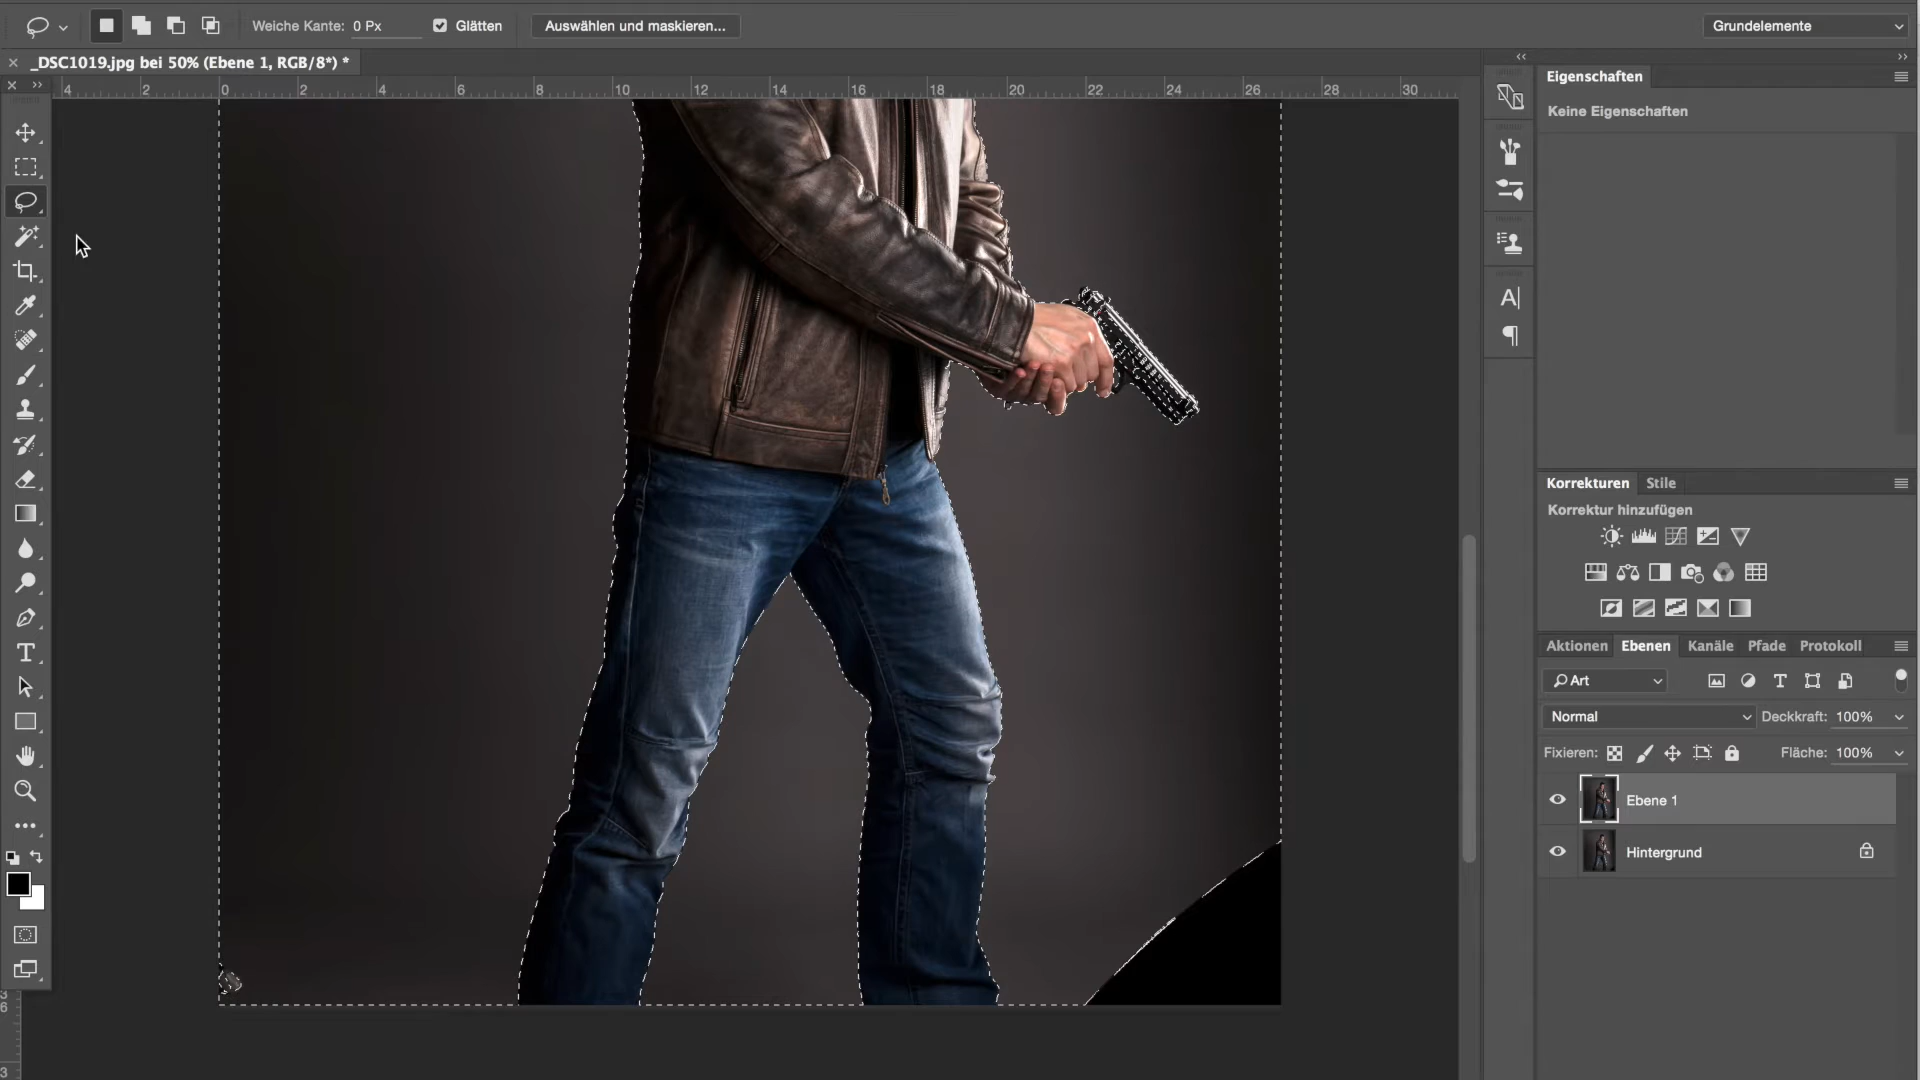 Weiche Kante: 0 Px Glätten Auswählen und maskieren... Grundelemente
_DSC1019.jpg bei 50% (Ebene 1, RGB/8*) *
4 2 0 2 4 6 8 10 12 14 16 18 20 22 24 26 28 30
Eigenschaften
Keine Eigenschaften
Korrekturen Stile
Korrektur hinzufügen
Aktionen Ebenen Kanäle Pfade Protokoll
Art
Normal Deckkraft: 100%
Fixieren: Fläche: 100%
Ebene 1
Hintergrund
3
6
3